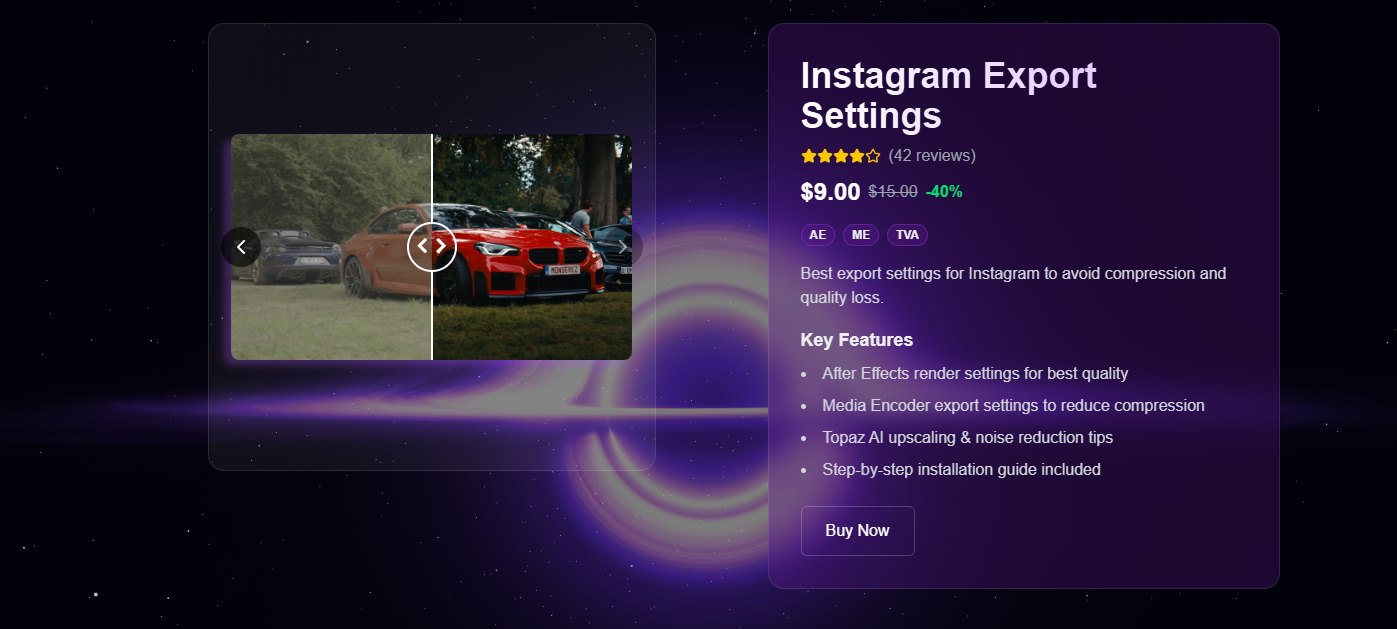 Instagram Export
Settings
(42 reviews)
$9.00 $15.00 -40%
AE ME TVA
Best export settings for Instagram to avoid compression and
quality loss.
Key Features
• After Effects render settings for best quality
• Media Encoder export settings to reduce compression
• Topaz AI upscaling & noise reduction tips
• Step-by-step installation guide included
Buy Now